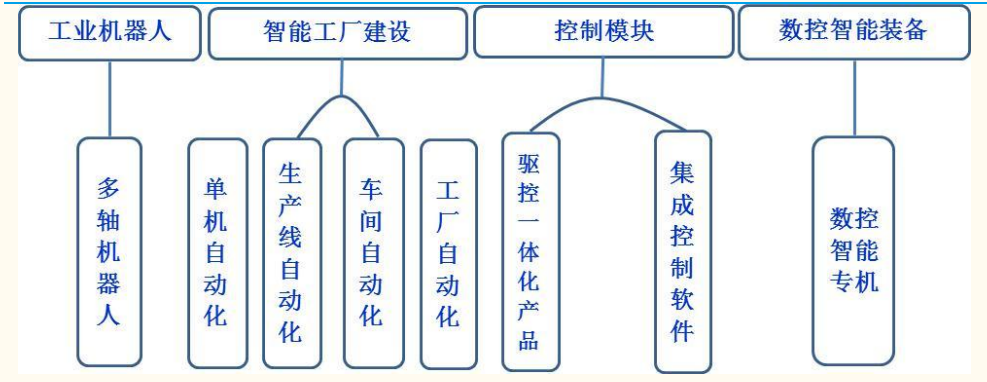 工业机器人
智能工厂建设
控制模块
数控智能装备
多轴机器人
单机自动化
生产线自动化
车间自动化
工厂自动化
驱控一体化产品
集成控制软件
数控
智能
专机